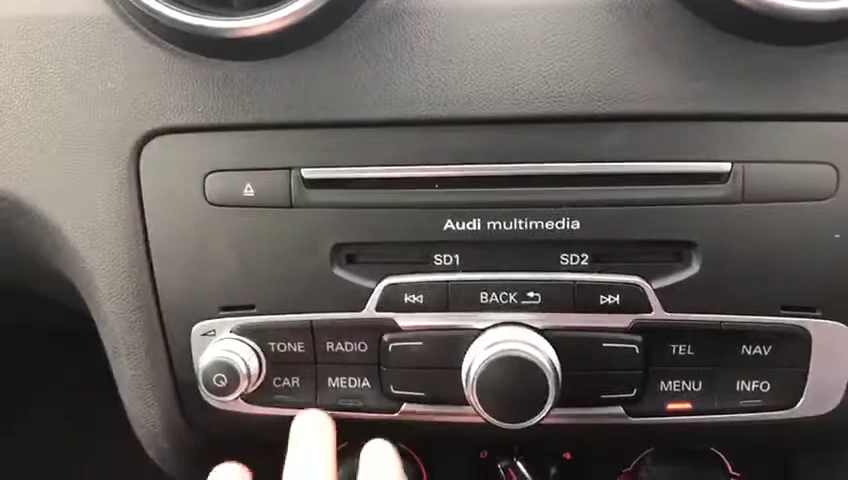 Audi multimedia
SD1 SD2
BACK
TONE RADIO TEL NAV
CAR MEDIA MENU INFO